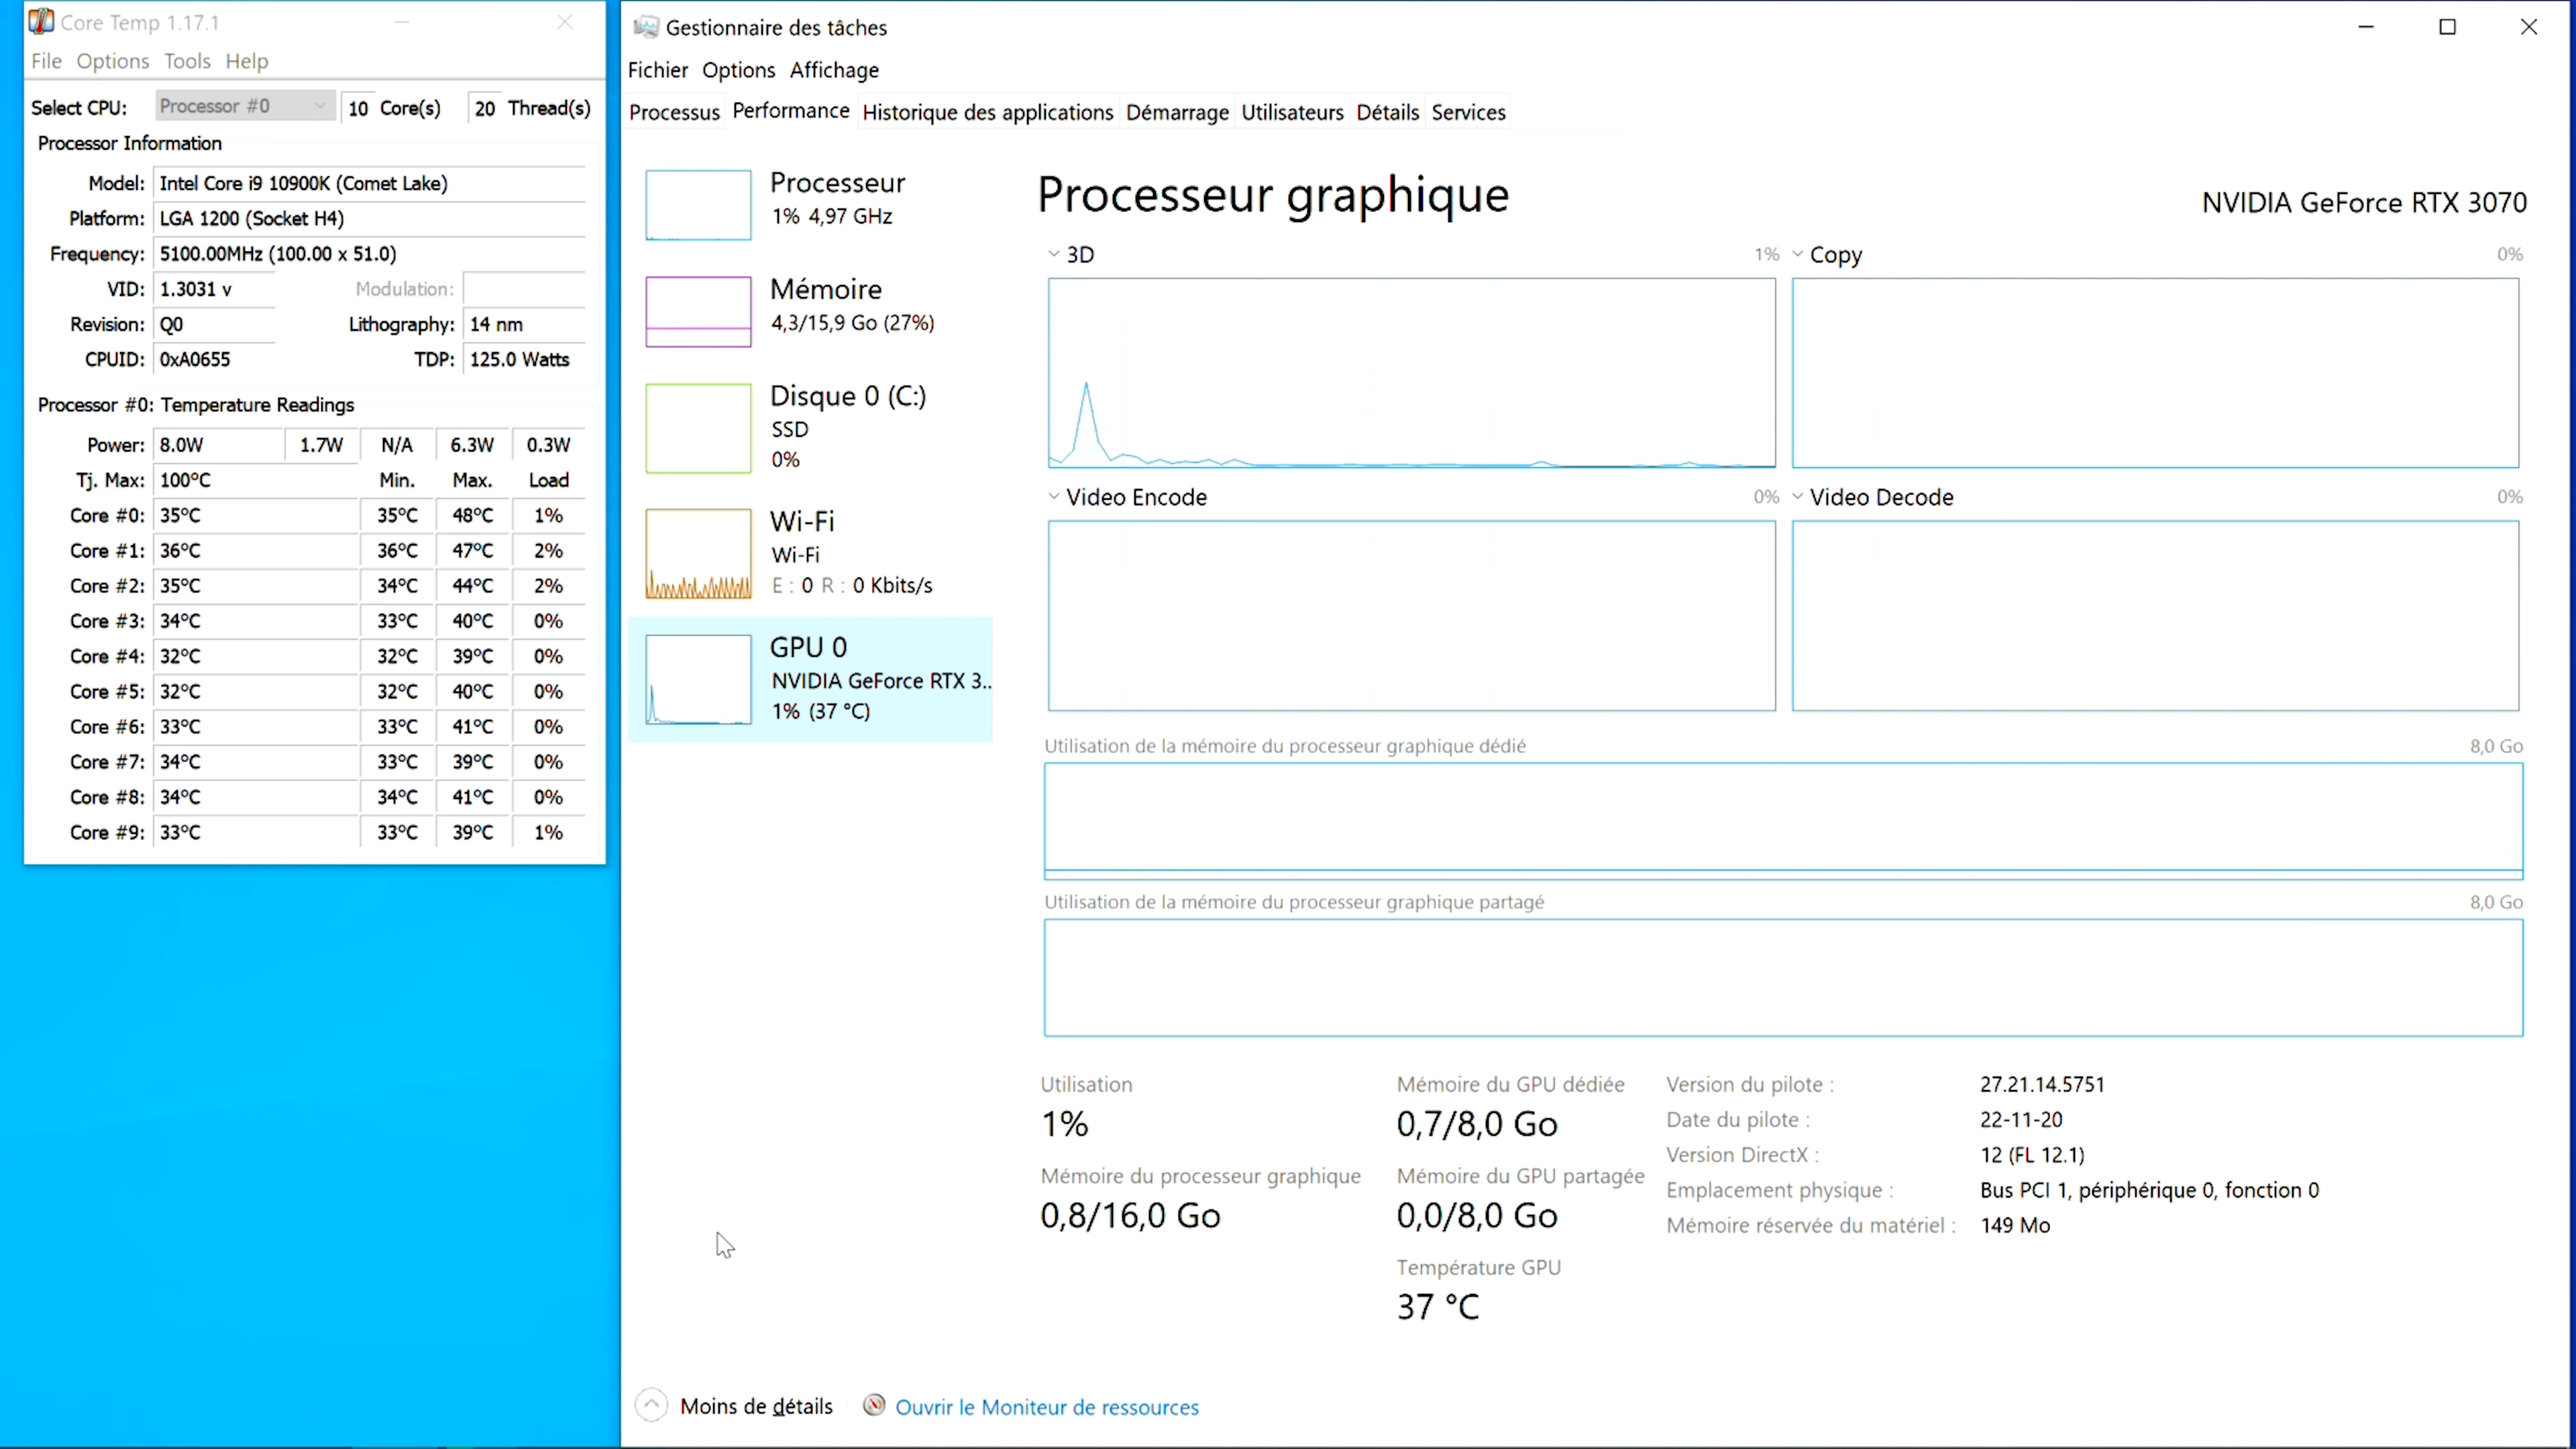 Core Temp 1.17.1
File Options Tools Help
Select CPU: Processor #0 10 Core(s) 20 Thread(s)
Processor Information
Model: Intel Core i9 10900K (Comet Lake)
Platform: LGA 1200 (Socket H4)
Frequency: 5100.00MHz (100.00 x 51.0)
VID: 1.3031 v Modulation:
Revision: Q0 Lithography: 14 nm
CPUID: 0xA0655 TDP: 125.0 Watts
Processor #0: Temperature Readings
Power: 8.0W 1.7W N/A 6.3W 0.3W
Tj. Max: 100°C Min. Max. Load
Core #0: 35°C 35°C 48°C 1%
Core #1: 36°C 36°C 47°C 2%
Core #2: 35°C 34°C 44°C 2%
Core #3: 34°C 33°C 40°C 0%
Core #4: 32°C 32°C 39°C 0%
Core #5: 32°C 32°C 40°C 0%
Core #6: 33°C 33°C 41°C 0%
Core #7: 34°C 33°C 39°C 0%
Core #8: 34°C 34°C 41°C 0%
Core #9: 33°C 33°C 39°C 1%
Gestionnaire des tâches
Fichier Options Affichage
Processus Performance Historique des applications Démarrage Utilisateurs Détails Services
Processeur
1% 4,97 GHz
Mémoire
4,3/15,9 Go (27%)
Disque 0 (C:)
SSD
0%
Wi-Fi
Wi-Fi
E : 0 R : 0 Kbits/s
GPU 0
NVIDIA GeForce RTX 3..
1% (37 °C)
Processeur graphique NVIDIA GeForce RTX 3070
3D 1% Copy 0%
Video Encode 0% Video Decode 0%
Utilisation de la mémoire du processeur graphique dédié 8,0 Go
Utilisation de la mémoire du processeur graphique partagé 8,0 Go
Utilisation
1%
Mémoire du processeur graphique
0,8/16,0 Go
Mémoire du GPU dédiée
0,7/8,0 Go
Mémoire du GPU partagée
0,0/8,0 Go
Température GPU
37 °C
Version du pilote : 27.21.14.5751
Date du pilote : 22-11-20
Version DirectX : 12 (FL 12.1)
Emplacement physique : Bus PCI 1, périphérique 0, fonction 0
Mémoire réservée du matériel : 149 Mo
Moins de détails Ouvrir le Moniteur de ressources